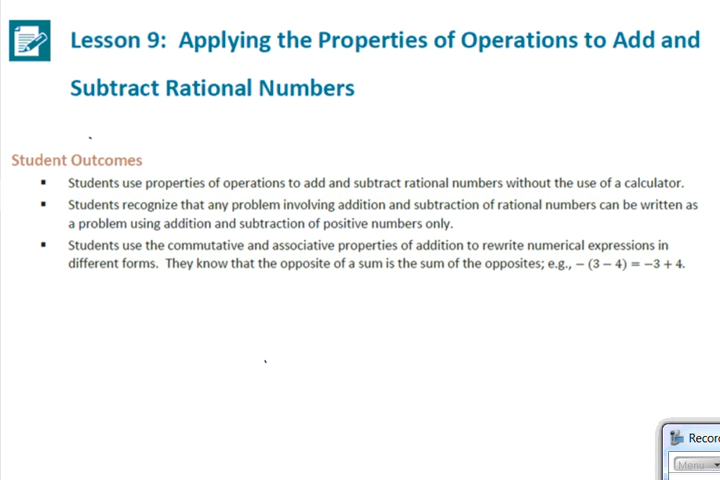 Lesson 9: Applying the Properties of Operations to Add and
Subtract Rational Numbers
Student Outcomes
▪ Students use properties of operations to add and subtract rational numbers without the use of a calculator.
▪ Students recognize that any problem involving addition and subtraction of rational numbers can be written as
a problem using addition and subtraction of positive numbers only.
▪ Students use the commutative and associative properties of addition to rewrite numerical expressions in
different forms. They know that the opposite of a sum is the sum of the opposites; e.g., − (3 − 4) = −3 + 4.
Menu